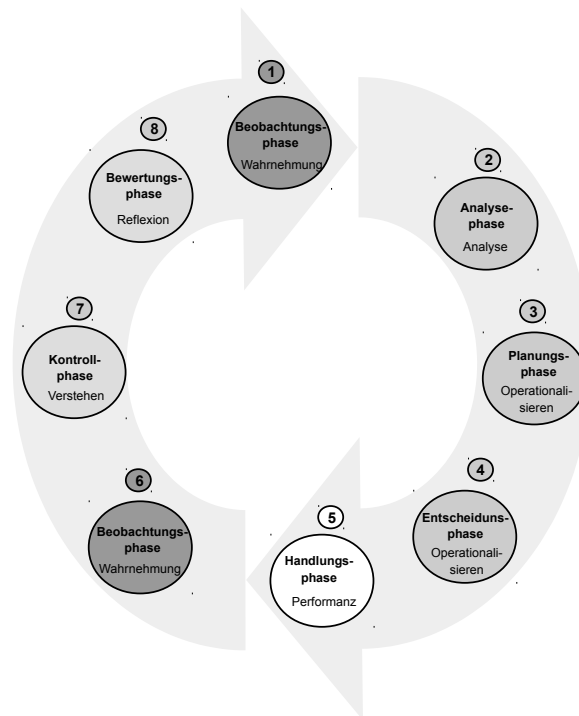 1
Beobachtungs-
phase
Wahrnehmung
2
Analyse-
phase
Analyse
3
Planungs-
phase
Operationali-
sieren
4
Entscheiduns-
phase
Operationali-
sieren
5
Handlungs-
phase
Performanz
6
Beobachtungs-
phase
Wahrnehmung
7
Kontroll-
phase
Verstehen
8
Bewertungs-
phase
Reflexion